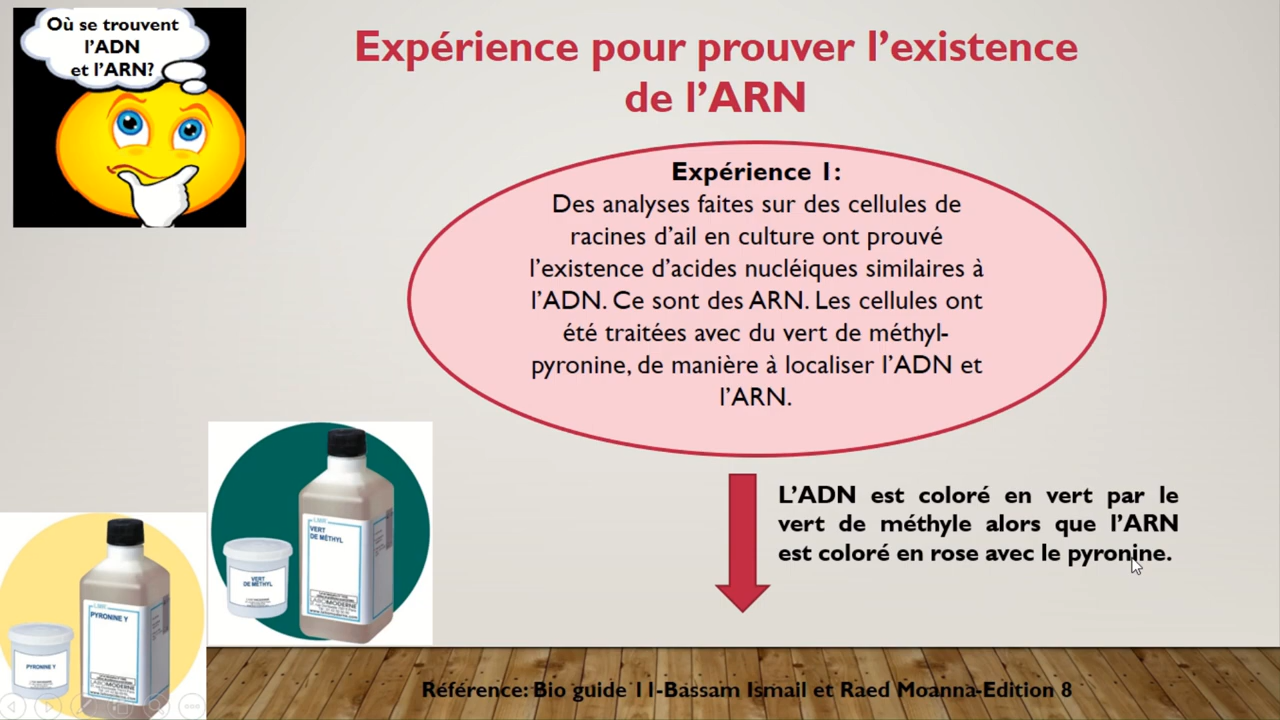 Où se trouvent
l'ADN
et l'ARN?
Expérience pour prouver l'existence
de l'ARN
Expérience 1:
Des analyses faites sur des cellules de
racines d'ail en culture ont prouvé
l'existence d'acides nucléiques similaires à
l'ADN. Ce sont des ARN. Les cellules ont
été traitées avec du vert de méthyl-
pyronine, de manière à localiser l'ADN et
l'ARN.
L'ADN est coloré en vert par le
vert de méthyle alors que l'ARN
est coloré en rose avec le pyronine.
VERT
DE MÉTHYL
VERT
DE MÉTHYL
LABOMODERNE
PYRONINE Y
PYRONINE Y
LABOMODERNE
Référence: Bio guide 11-Bassam Ismail et Raed Moanna-Edition 8